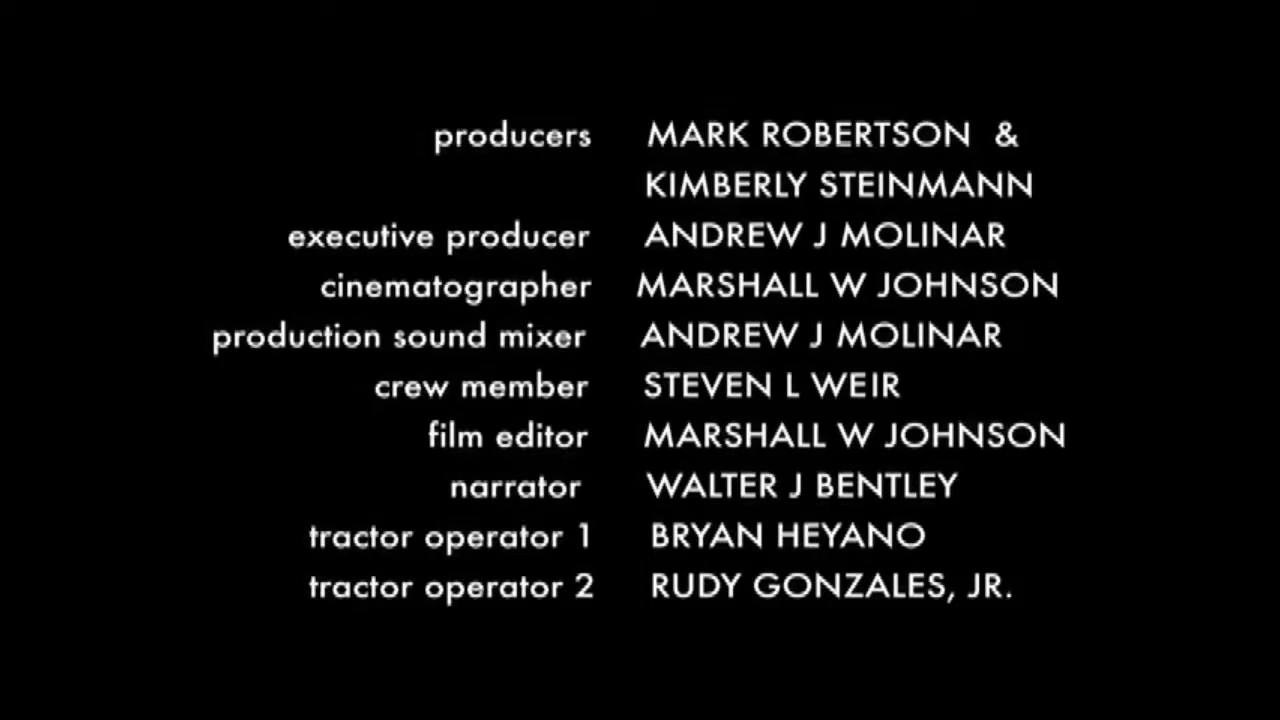 producers MARK ROBERTSON &
KIMBERLY STEINMANN
executive producer ANDREW J MOLINAR
cinematographer MARSHALL W JOHNSON
production sound mixer ANDREW J MOLINAR
crew member STEVEN L WEIR
film editor MARSHALL W JOHNSON
narrator WALTER J BENTLEY
tractor operator 1 BRYAN HEYANO
tractor operator 2 RUDY GONZALES, JR.